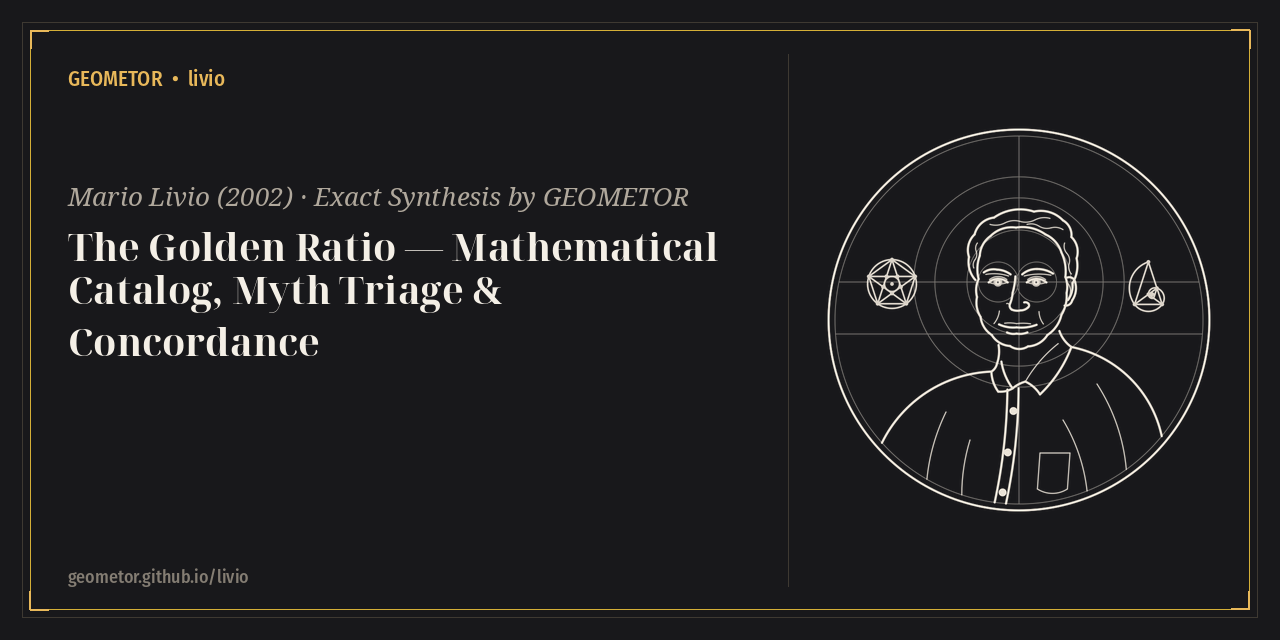 GEOMETOR • livio
Mario Livio (2002) · Exact Synthesis by GEOMETOR
The Golden Ratio — Mathematical
Catalog, Myth Triage &
Concordance
geometor.github.io/livio